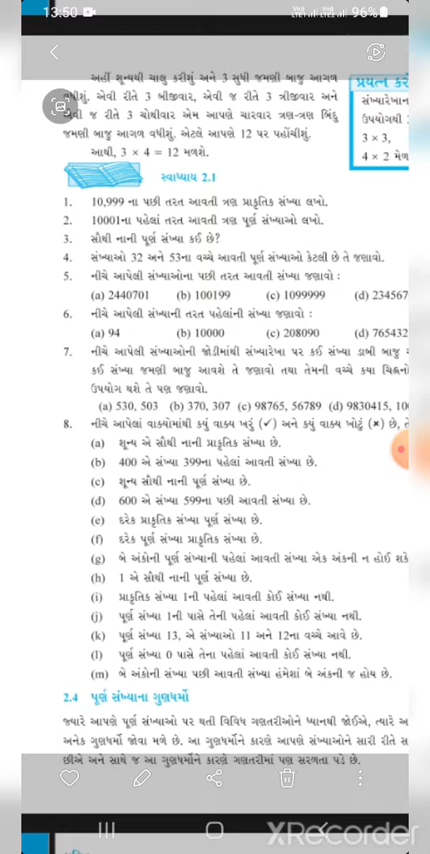 13:50
VoLTE1 VoLTE2 96%
અહીં શૂન્યથી ચાલુ કરીશું અને 3 સુધી જમણી બાજુ આગળ
વધીશું. એવી રીતે 3 બીજીવાર, એવી જ રીતે 3 ત્રીજીવાર અને
એવી જ રીતે 3 ચોથીવાર એમ આપણે ચારવાર ત્રણ-ત્રણ બિંદુ
જમણી બાજુ આગળ વધીશું. એટલે આપણે 12 પર પહોંચીશું.
આથી, 3 × 4 = 12 મળશે.
પ્રયત્ન કરે
સંખ્યારેખાન
ઉપયોગથી
3 × 3,
4 × 2 મેળ
સ્વાધ્યાય 2.1
1. 10,999 ના પછી તરત આવતી ત્રણ પ્રાકૃતિક સંખ્યા લખો.
2. 10001ના પહેલાં તરત આવતી ત્રણ પૂર્ણ સંખ્યાઓ લખો.
3. સૌથી નાની પૂર્ણ સંખ્યા કઈ છે?
4. સંખ્યાઓ 32 અને 53ના વચ્ચે આવતી પૂર્ણ સંખ્યાઓ કેટલી છે તે જણાવો.
5. નીચે આપેલી સંખ્યાઓના પછી તરત આવતી સંખ્યા જણાવો :
(a) 2440701 (b) 100199 (c) 1099999 (d) 234567
6. નીચે આપેલી સંખ્યાની તરત પહેલાંની સંખ્યા જણાવો :
(a) 94 (b) 10000 (c) 208090 (d) 765432
7. નીચે આપેલી સંખ્યાઓની જોડીમાંથી સંખ્યારેખા પર કઈ સંખ્યા ડાબી બાજુ
કઈ સંખ્યા જમણી બાજુ આવશે તે જણાવો તથા તેમની વચ્ચે કયા ચિહ્નનો
ઉપયોગ થશે તે પણ જણાવો.
(a) 530, 503 (b) 370, 307 (c) 98765, 56789 (d) 9830415, 10
8. નીચે આપેલાં વાક્યોમાંથી કયું વાક્ય ખરું (✓) અને કયું વાક્ય ખોટું (×) છે, તે
(a) શૂન્ય એ સૌથી નાની પ્રાકૃતિક સંખ્યા છે.
(b) 400 એ સંખ્યા 399ના પહેલાં આવતી સંખ્યા છે.
(c) શૂન્ય સૌથી નાની પૂર્ણ સંખ્યા છે.
(d) 600 એ સંખ્યા 599ના પછી આવતી સંખ્યા છે.
(e) દરેક પ્રાકૃતિક સંખ્યા પૂર્ણ સંખ્યા છે.
(f) દરેક પૂર્ણ સંખ્યા પ્રાકૃતિક સંખ્યા છે.
(g) બે અંકોની પૂર્ણ સંખ્યાની પહેલાં આવતી સંખ્યા એક અંકની ન હોઈ શકે
(h) 1 એ સૌથી નાની પૂર્ણ સંખ્યા છે.
(i) પ્રાકૃતિક સંખ્યા 1ની પહેલાં આવતી કોઈ સંખ્યા નથી.
(j) પૂર્ણ સંખ્યા 1ની પાસે તેની પહેલાં આવતી કોઈ સંખ્યા નથી.
(k) પૂર્ણ સંખ્યા 13, એ સંખ્યાઓ 11 અને 12ના વચ્ચે આવે છે.
(l) પૂર્ણ સંખ્યા 0 પાસે તેના પહેલાં આવતી કોઈ સંખ્યા નથી.
(m) બે અંકોની સંખ્યા પછી આવતી સંખ્યા હંમેશાં બે અંકની જ હોય છે.
2.4 પૂર્ણ સંખ્યાના ગુણધર્મો
જ્યારે આપણે પૂર્ણ સંખ્યાઓ પર થતી વિવિધ ગણતરીઓને ધ્યાનથી જોઈએ, ત્યારે અ
અનેક ગુણધર્મો જોવા મળે છે. આ ગુણધર્મોને કારણે આપણે સંખ્યાઓને સારી રીતે સ
છીએ અને સાથે જ આ ગુણધર્મોને કારણે ગણતરીમાં પણ સરળતા પડે છે.
XRecorder